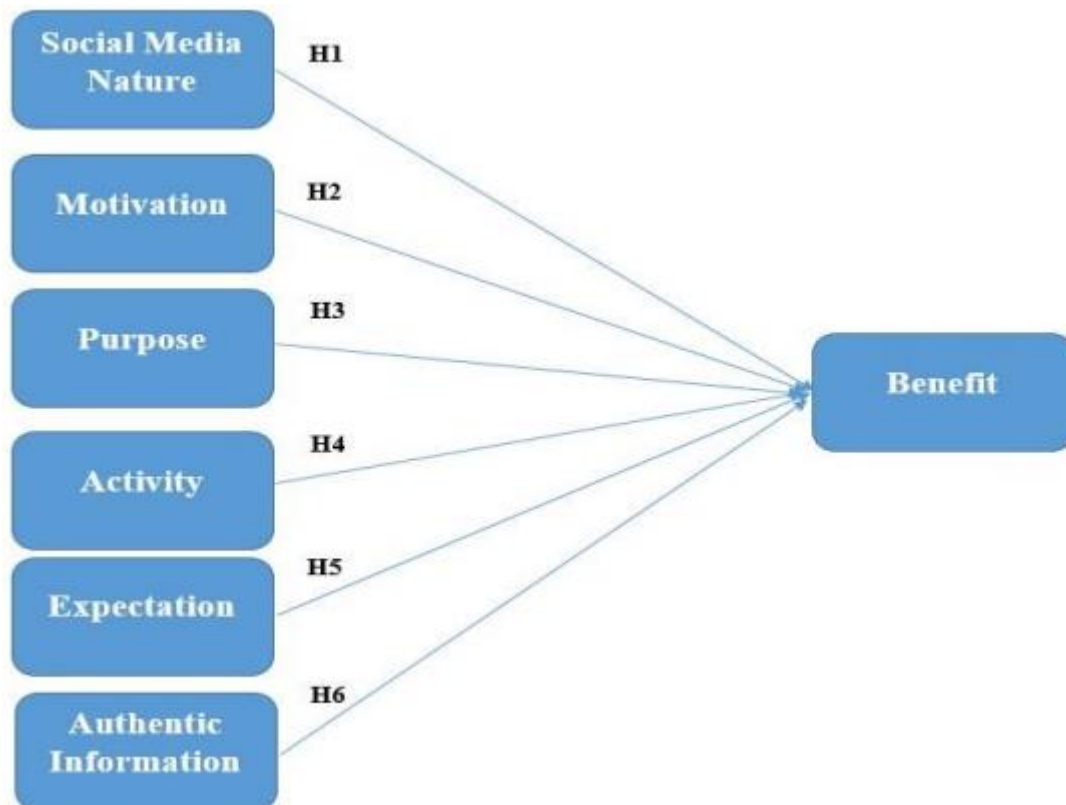 Social Media
Nature
H1
Motivation
H2
Purpose
H3
Benefit
Activity
H4
Expectation
H5
Authentic
Information
H6